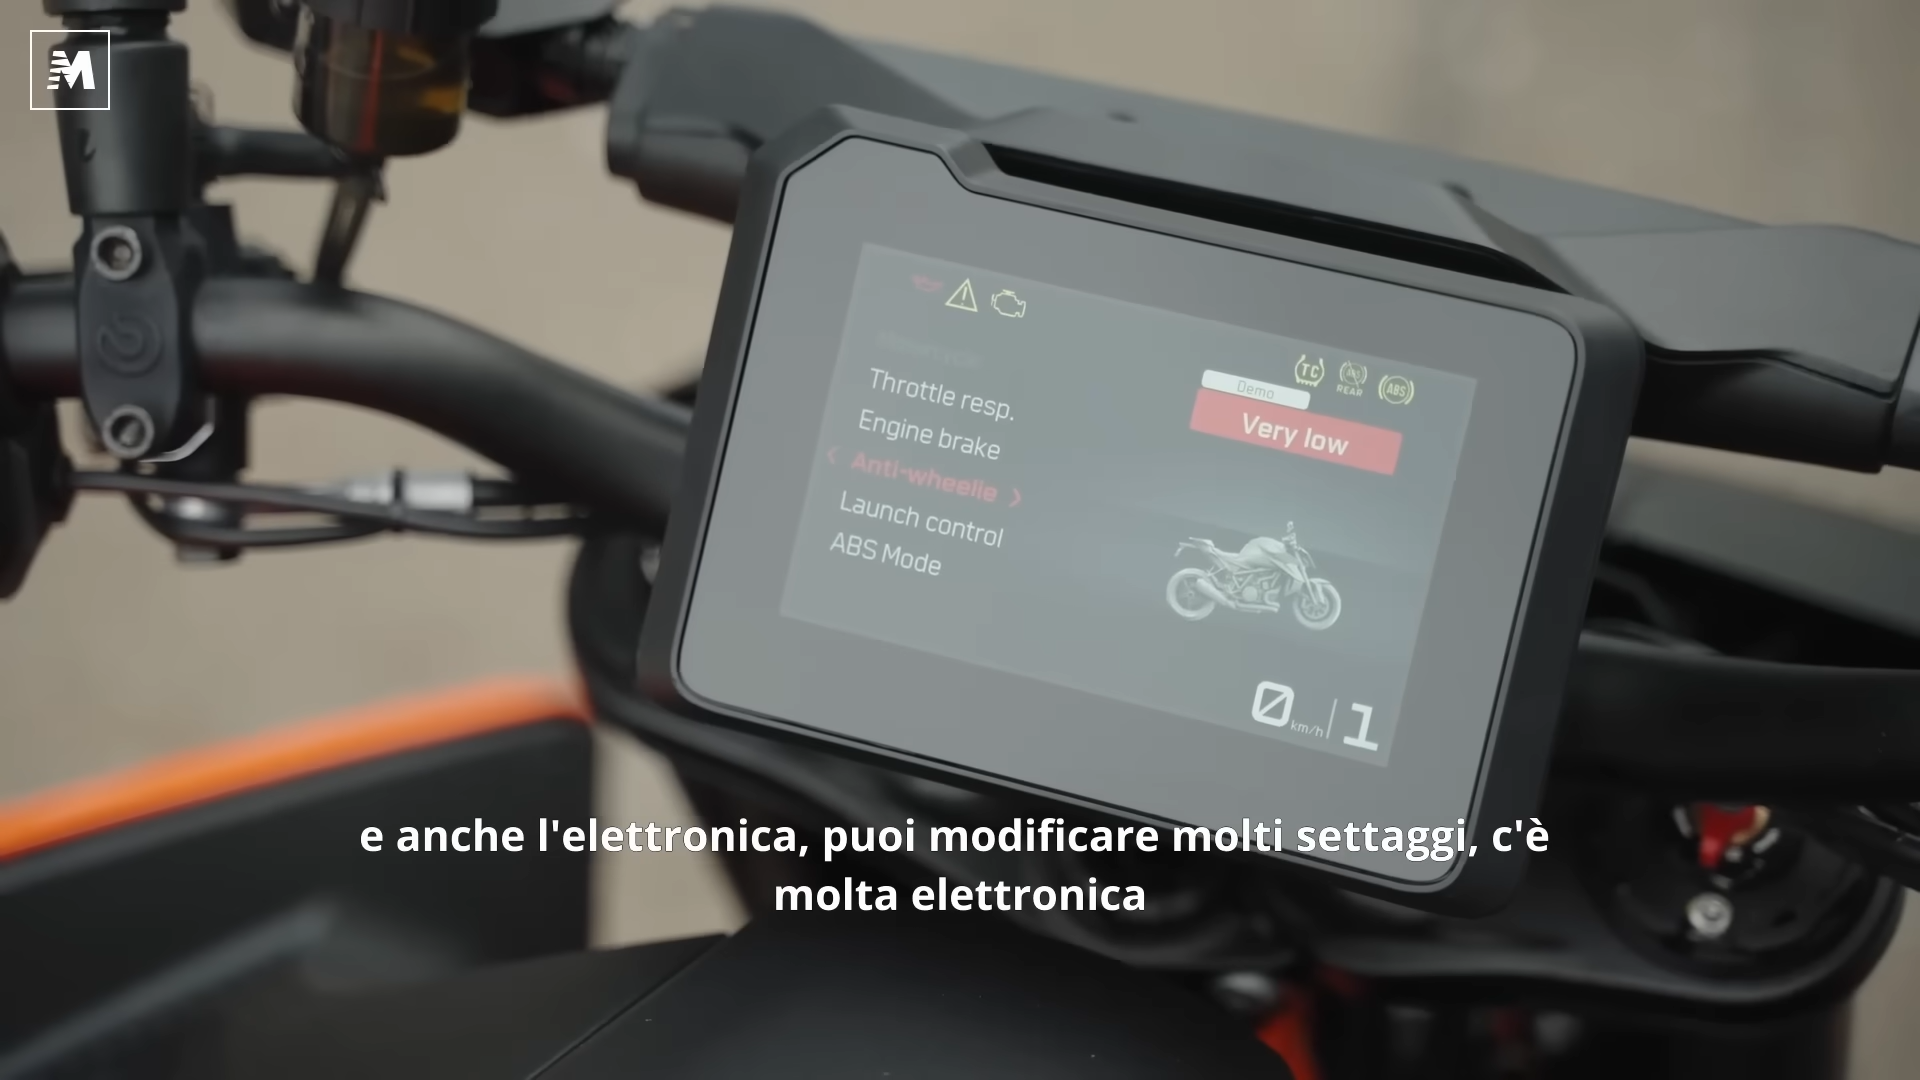 M
TC
ABS
REAR
ABS
Demo
Very low
Throttle resp.
Engine brake
Anti-wheelie
Launch control
ABS Mode
0 km/h 1
e anche l'elettronica, puoi modificare molti settaggi, c'è
molta elettronica